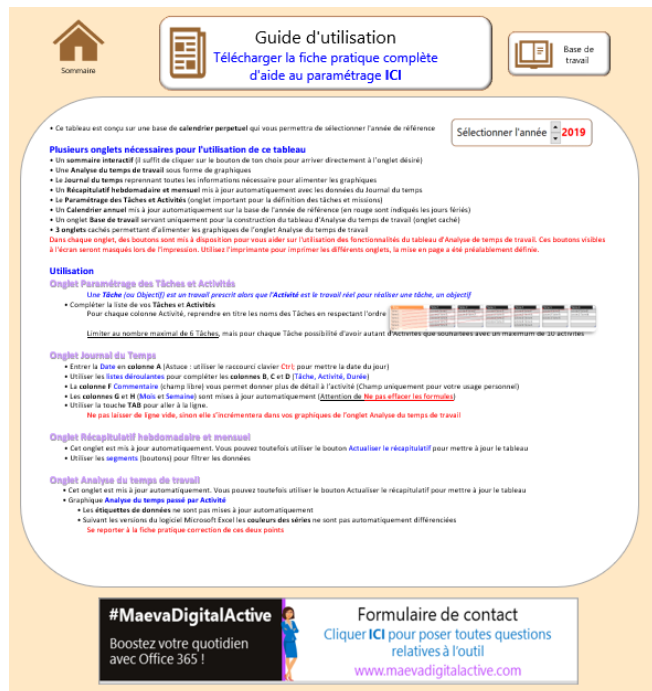 Guide d'utilisation
Télécharger la fiche pratique complète
d'aide au paramétrage ICI
Sommaire
Base de
travail
• Ce tableau est conçu sur une base de calendrier perpetuel qui vous permettra de sélectionner l'année de référence
Sélectionner l'année 2019
Plusieurs onglets nécessaires pour l'utilisation de ce tableau
• Un sommaire interactif (il suffit de cliquer sur le bouton de ton choix pour arriver directement à l'onglet désiré)
• Une Analyse du temps de travail sous forme de graphiques
• Le Journal du temps reprennant toutes les informations nécessaire pour alimenter les graphiques
• Un Récapitulatif hebdomadaire et mensuel mis à jour automatiquement avec les données du Journal du temps
• Le Paramétrage des Tâches et Activités (onglet important pour la définition des tâches et missions)
• Un Calendrier annuel mis à jour automatiquement sur la base de l'année de référence (en rouge sont indiqués les jours fériés)
• Un onglet Base de travail servant uniquement pour la construction du tableau d'Analyse du temps de travail (onglet caché)
• 3 onglets cachés permettant d'alimenter les graphiques de l'onglet Analyse du temps de travail
Dans chaque onglet, des boutons sont mis à disposition pour vous aider sur l'utilisation des fonctionnalités du tableau d'Analyse de temps de travail. Ces boutons visibles
à l'écran seront masqués lors de l'impression. Utilisez l'imprimante pour imprimer les différents onglets, la mise en page a été préalablement définie.
Utilisation
Onglet Paramétrage des Tâches et Activités
Une Tâche (ou Objectif) est un travail prescrit alors que l'Activité est le travail réel pour réaliser une tâche, un objectif
• Compléter la liste de vos Tâches et Activités
Pour chaque colonne Activité, reprendre en titre les noms des Tâches en respectant l'ordre
Limiter au nombre maximal de 6 Tâches, mais pour chaque Tâche possibilité d'avoir autant d'Activités que souhaitées avec un maximum de 10 activités
Onglet Journal du Temps
• Entrer la Date en colonne A (Astuce : utiliser le raccourci clavier Ctrl; pour mettre la date du jour)
• Utiliser les listes déroulantes pour compléter les colonnes B, C et D (Tâche, Activité, Durée)
• La colonne F Commentaire (champ libre) vous permet donner plus de détail à l'activité (Champ uniquement pour votre usage personnel)
• Les colonnes G et H (Mois et Semaine) sont mises à jour automatiquement (Attention de Ne pas effacer les formules)
• Utiliser la touche TAB pour aller à la ligne.
Ne pas laisser de ligne vide, sinon elle s'incrémentera dans vos graphiques de l'onglet Analyse du temps de travail
Onglet Récapitulatif hebdomadaire et mensuel
• Cet onglet est mis à jour automatiquement. Vous pouvez toutefois utiliser le bouton Actualiser le récapitulatif pour mettre à jour le tableau
• Utiliser les segments (boutons) pour filtrer les données
Onglet Analyse du temps de travail
• Cet onglet est mis à jour automatiquement. Vous pouvez toutefois utiliser le bouton Actualiser le récapitulatif pour mettre à jour le tableau
• Graphique Analyse du temps passé par Activité
• Les étiquettes de données ne sont pas mises à jour automatiquement
• Suivant les versions du logiciel Microsoft Excel les couleurs des séries ne sont pas automatiquement différenciées
Se reporter à la fiche pratique correction de ces deux points
#MaevaDigitalActive
Boostez votre quotidien
avec Office 365 !
Formulaire de contact
Cliquer ICI pour poser toutes questions
relatives à l'outil
www.maevadigitalactive.com